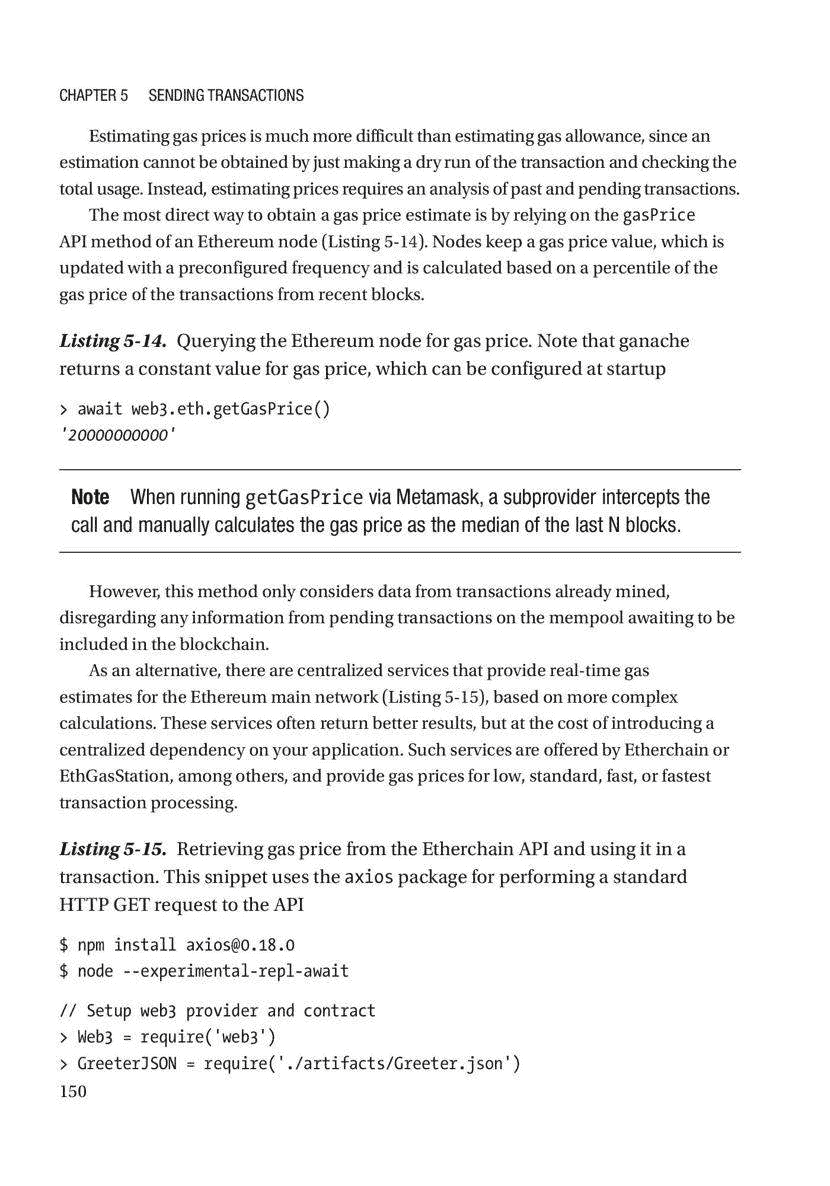 CHAPTER 5 SENDING TRANSACTIONS
Estimating gas prices is much more difficult than estimating gas allowance, since an
estimation cannot be obtained by just making a dry run of the transaction and checking the
total usage. Instead, estimating prices requires an analysis of past and pending transactions.
The most direct way to obtain a gas price estimate is by relying on the gasPrice
API method of an Ethereum node (Listing 5-14). Nodes keep a gas price value, which is
updated with a preconfigured frequency and is calculated based on a percentile of the
gas price of the transactions from recent blocks.
Listing 5-14. Querying the Ethereum node for gas price. Note that ganache
returns a constant value for gas price, which can be configured at startup
> await web3.eth.getGasPrice()
'20000000000'
Note When running getGasPrice via Metamask, a subprovider intercepts the
call and manually calculates the gas price as the median of the last N blocks.
However, this method only considers data from transactions already mined,
disregarding any information from pending transactions on the mempool awaiting to be
included in the blockchain.
As an alternative, there are centralized services that provide real-time gas
estimates for the Ethereum main network (Listing 5-15), based on more complex
calculations. These services often return better results, but at the cost of introducing a
centralized dependency on your application. Such services are offered by Etherchain or
EthGasStation, among others, and provide gas prices for low, standard, fast, or fastest
transaction processing.
Listing 5-15. Retrieving gas price from the Etherchain API and using it in a
transaction. This snippet uses the axios package for performing a standard
HTTP GET request to the API
$ npm install axios@0.18.0
$ node --experimental-repl-await
// Setup web3 provider and contract
> Web3 = require('web3')
> GreeterJSON = require('./artifacts/Greeter.json')
150